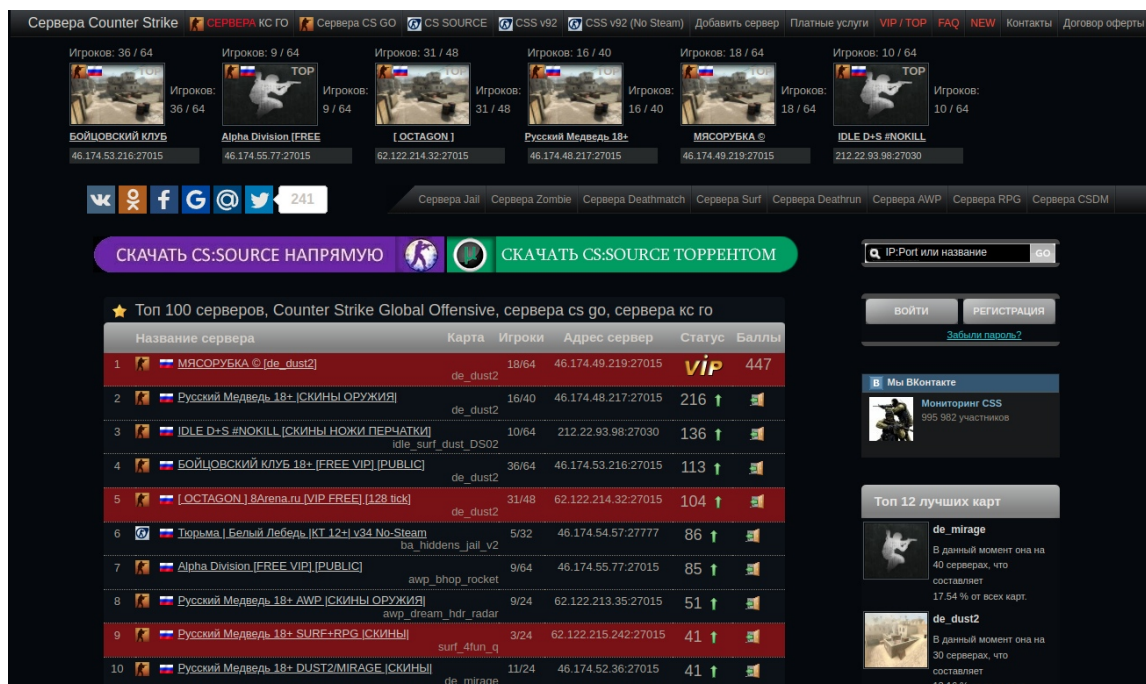 Сервера Counter Strike СЕРВЕРА КС ГО Сервера CS GO CS SOURCE CSS v92 CSS v92 (No Steam) Добавить сервер Платные услуги VIP / TOP FAQ NEW Контакты Договор оферты
Игроков: 36 / 64 Игроков: 9 / 64 Игроков: 31 / 48 Игроков: 16 / 40 Игроков: 18 / 64 Игроков: 10 / 64
TOP TOP TOP TOP TOP TOP
Игроков: Игроков: Игроков: Игроков: Игроков: Игроков:
36 / 64 9 / 64 31 / 48 16 / 40 18 / 64 10 / 64
БОЙЦОВСКИЙ КЛУБ Alpha Division [FREE [ OCTAGON ] Русский Медведь 18+ МЯСОРУБКА © IDLE D+S #NOKILL
46.174.53.216:27015 46.174.55.77:27015 62.122.214.32:27015 46.174.48.217:27015 46.174.49.219:27015 212.22.93.98:27030
241
Сервера Jail Сервера Zombie Сервера Deathmatch Сервера Surf Сервера Deathrun Сервера AWP Сервера RPG Сервера CSDM
СКАЧАТЬ CS:SOURCE НАПРЯМУЮ СКАЧАТЬ CS:SOURCE ТОРРЕНТОМ
IP:Port или название GO
Топ 100 серверов, Counter Strike Global Offensive, сервера cs go, сервера кс го
Название сервера Карта Игроки Адрес сервер Статус Баллы
1 МЯСОРУБКА © [de_dust2] de_dust2 18/64 46.174.49.219:27015 ViP 447
2 Русский Медведь 18+ |СКИНЫ ОРУЖИЯ| de_dust2 16/40 46.174.48.217:27015 216
3 IDLE D+S #NOKILL [СКИНЫ НОЖИ ПЕРЧАТКИ] idle_surf_dust_DS02 10/64 212.22.93.98:27030 136
4 БОЙЦОВСКИЙ КЛУБ 18+ [FREE VIP] [PUBLIC] de_dust2 36/64 46.174.53.216:27015 113
5 [ OCTAGON ] 8Arena.ru [VIP FREE] [128 tick] de_dust2 31/48 62.122.214.32:27015 104
6 Тюрьма | Белый Лебедь |КТ 12+| v34 No-Steam ba_hiddens_jail_v2 5/32 46.174.54.57:27777 86
7 Alpha Division [FREE VIP] [PUBLIC] awp_bhop_rocket 9/64 46.174.55.77:27015 85
8 Русский Медведь 18+ AWP |СКИНЫ ОРУЖИЯ| awp_dream_hdr_radar 9/24 62.122.213.35:27015 51
9 Русский Медведь 18+ SURF+RPG |СКИНЫ| surf_4fun_q 3/24 62.122.215.242:27015 41
10 Русский Медведь 18+ DUST2/MIRAGE |СКИНЫ| de_mirage 11/24 46.174.52.36:27015 41
ВОЙТИ РЕГИСТРАЦИЯ
Забыли пароль?
В Мы ВКонтакте
Мониторинг CSS
995 982 участников
Топ 12 лучших карт
de_mirage
В данный момент она на
40 серверах, что
составляет
17.54 % от всех карт.
de_dust2
В данный момент она на
30 серверах, что
составляет